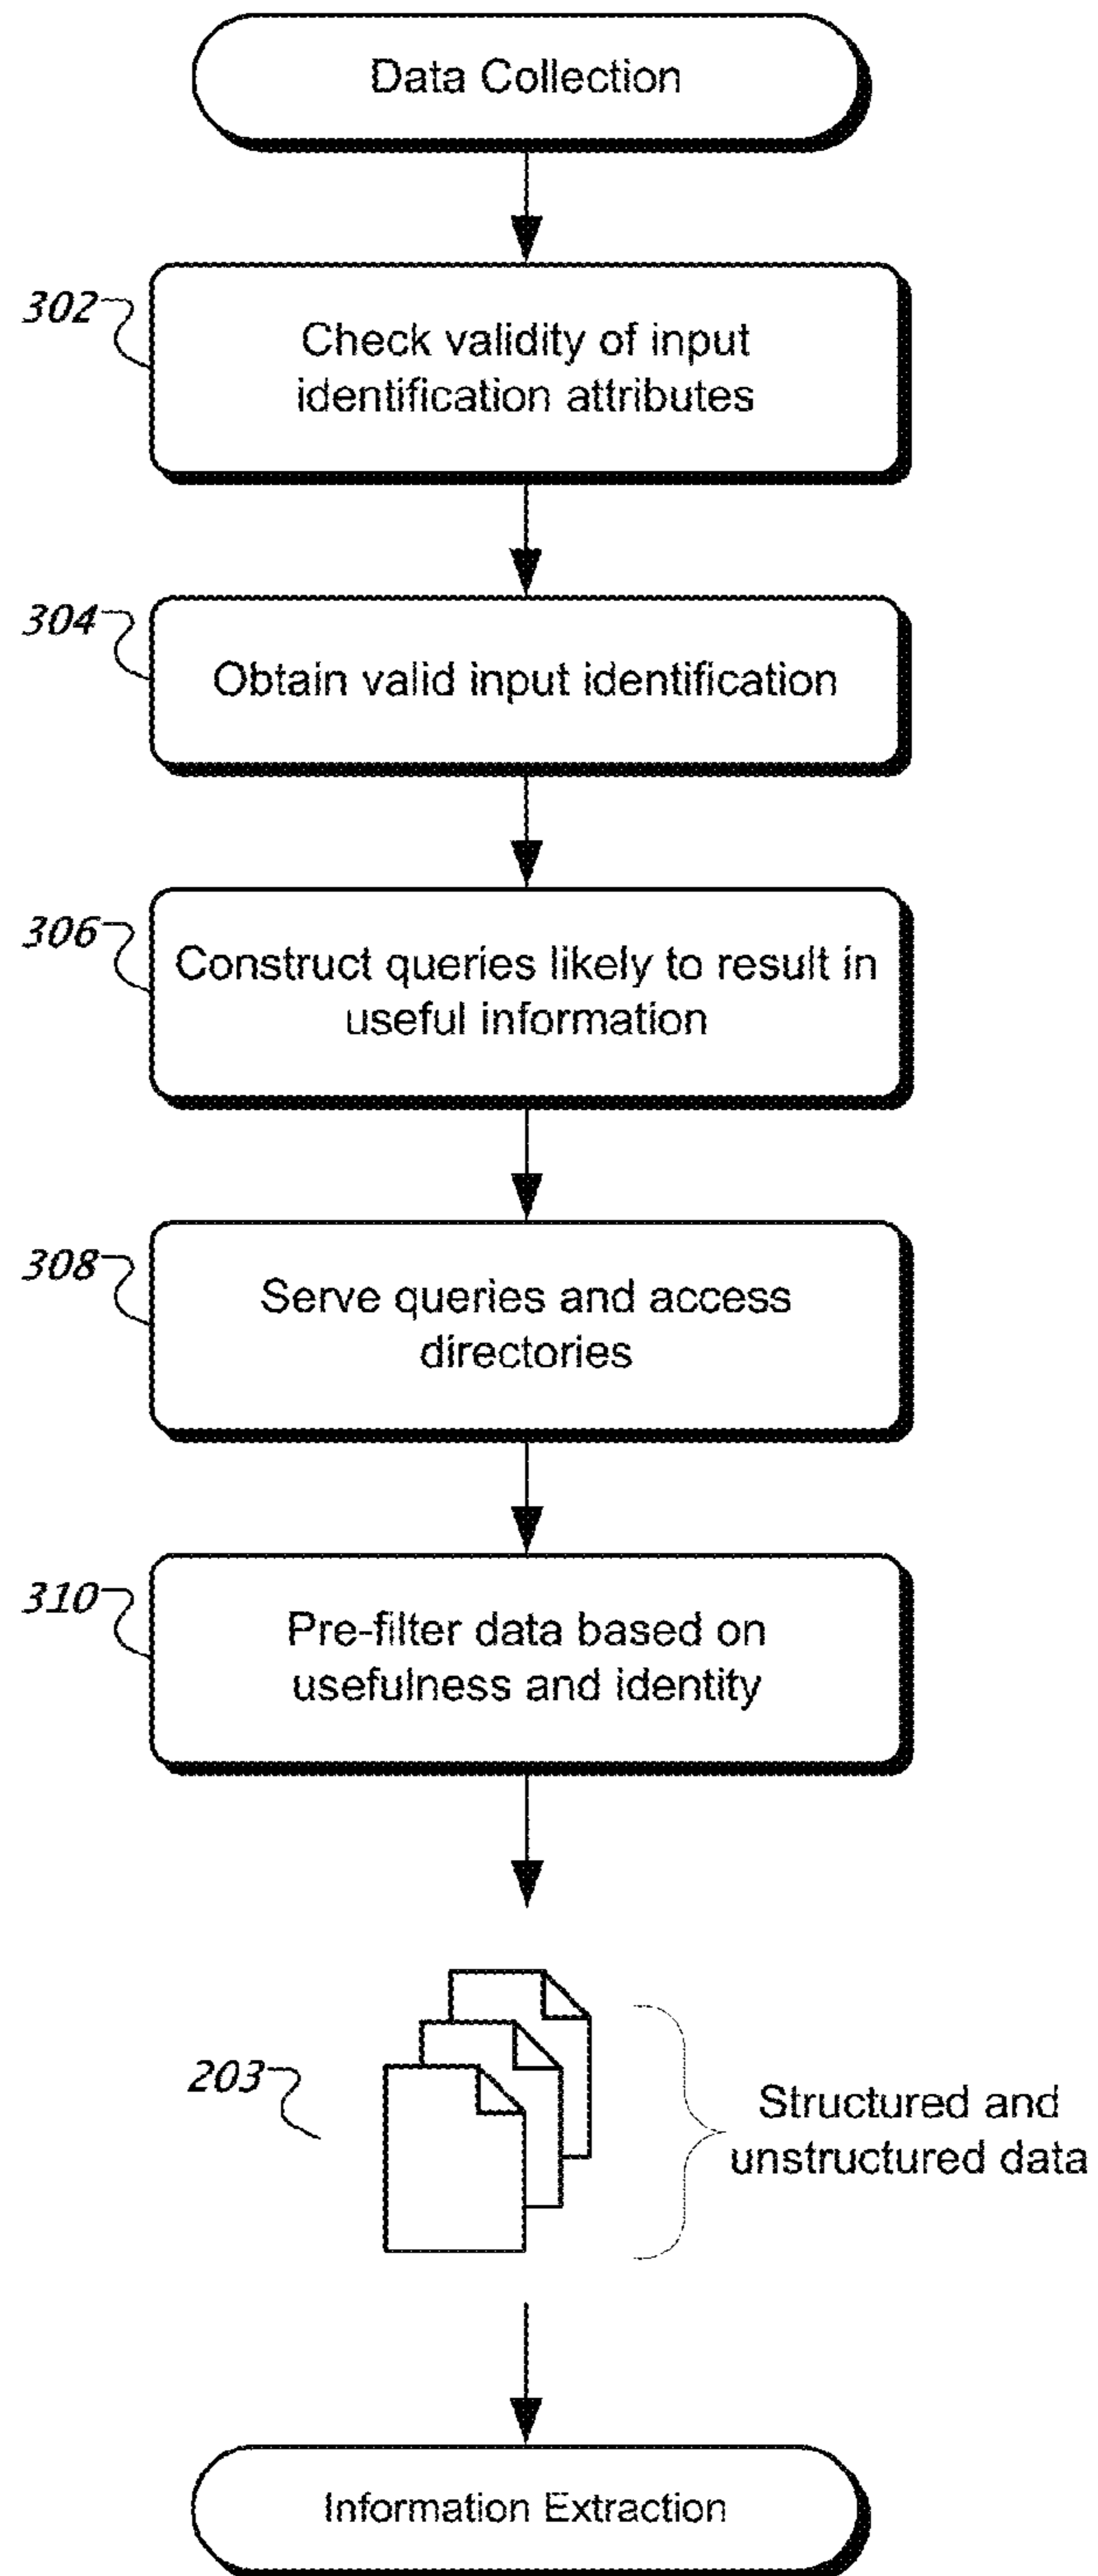 Data Collection
302
Check validity of input
identification attributes
304
Obtain valid input identification
306
Construct queries likely to result in
useful information
308
Serve queries and access
directories
310
Pre-filter data based on
usefulness and identity
203
Structured and
unstructured data
Information Extraction